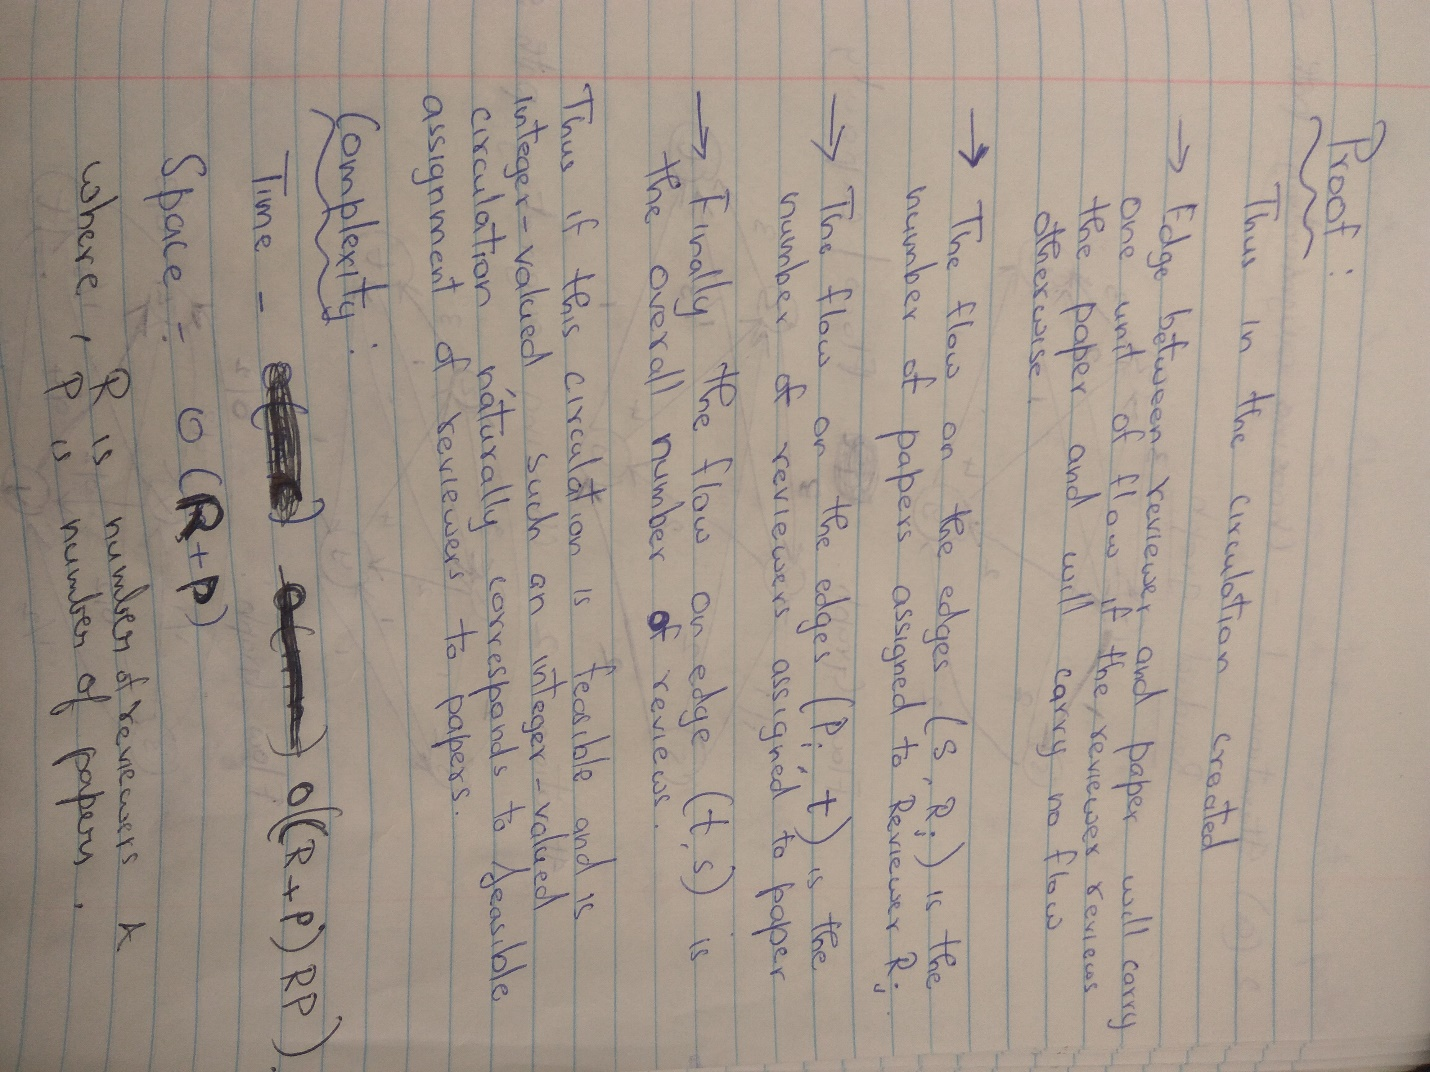 Proof:
Thus in the circulation created
→ Edge between reviewer and paper will carry
one unit of flow if the reviewer reviews
the paper and will carry no flow
otherwise.
→ The flow on the edges (S, Ri) is the
number of papers assigned to Reviewer Ri
→ The flow on the edges (Pi, t) is the
number of reviewers assigned to paper
→ Finally, the flow on edge (t,s) is
the overall number of reviews.
Thus if this circulation is feasible and is
integer-valued such an integer-valued
circulation naturally corresponds to feasible
assignment of reviewers to papers.
Complexity:
Time - O((R+P)RP).
Space - O(R+P)
where, R is number of reviewers &
P is number of papers.